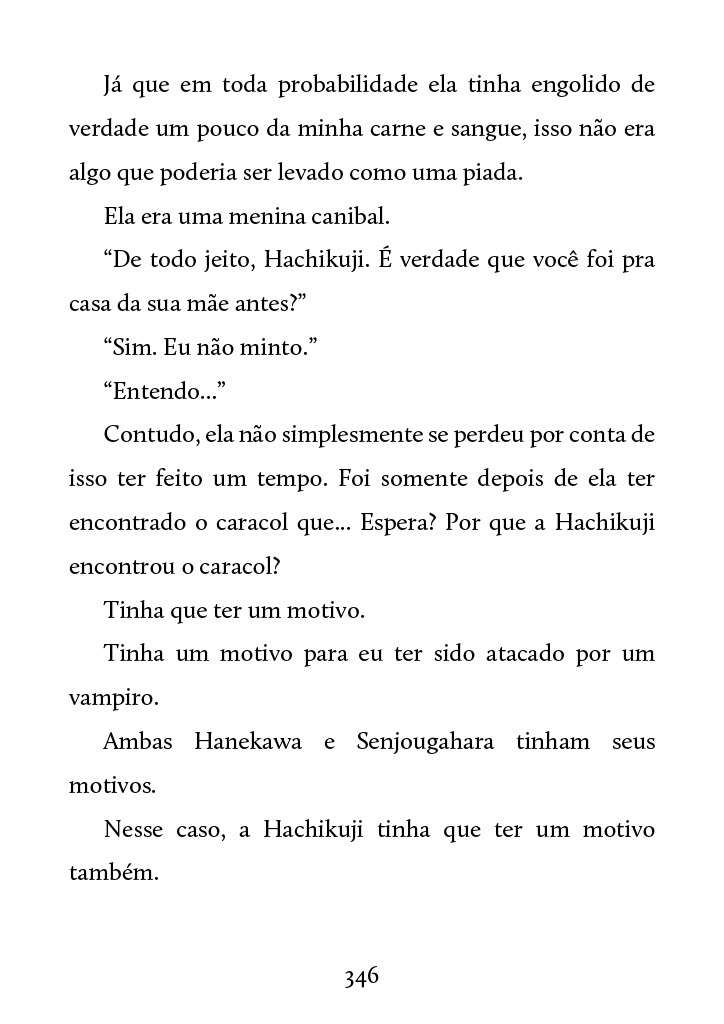 Já que em toda probabilidade ela tinha engolido de
verdade um pouco da minha carne e sangue, isso não era
algo que poderia ser levado como uma piada.
Ela era uma menina canibal.
“De todo jeito, Hachikuji. É verdade que você foi pra
casa da sua mãe antes?”
“Sim. Eu não minto.”
“Entendo...”
Contudo, ela não simplesmente se perdeu por conta de
isso ter feito um tempo. Foi somente depois de ela ter
encontrado o caracol que... Espera? Por que a Hachikuji
encontrou o caracol?
Tinha que ter um motivo.
Tinha um motivo para eu ter sido atacado por um
vampiro.
Ambas Hanekawa e Senjougahara tinham seus
motivos.
Nesse caso, a Hachikuji tinha que ter um motivo
também.
346